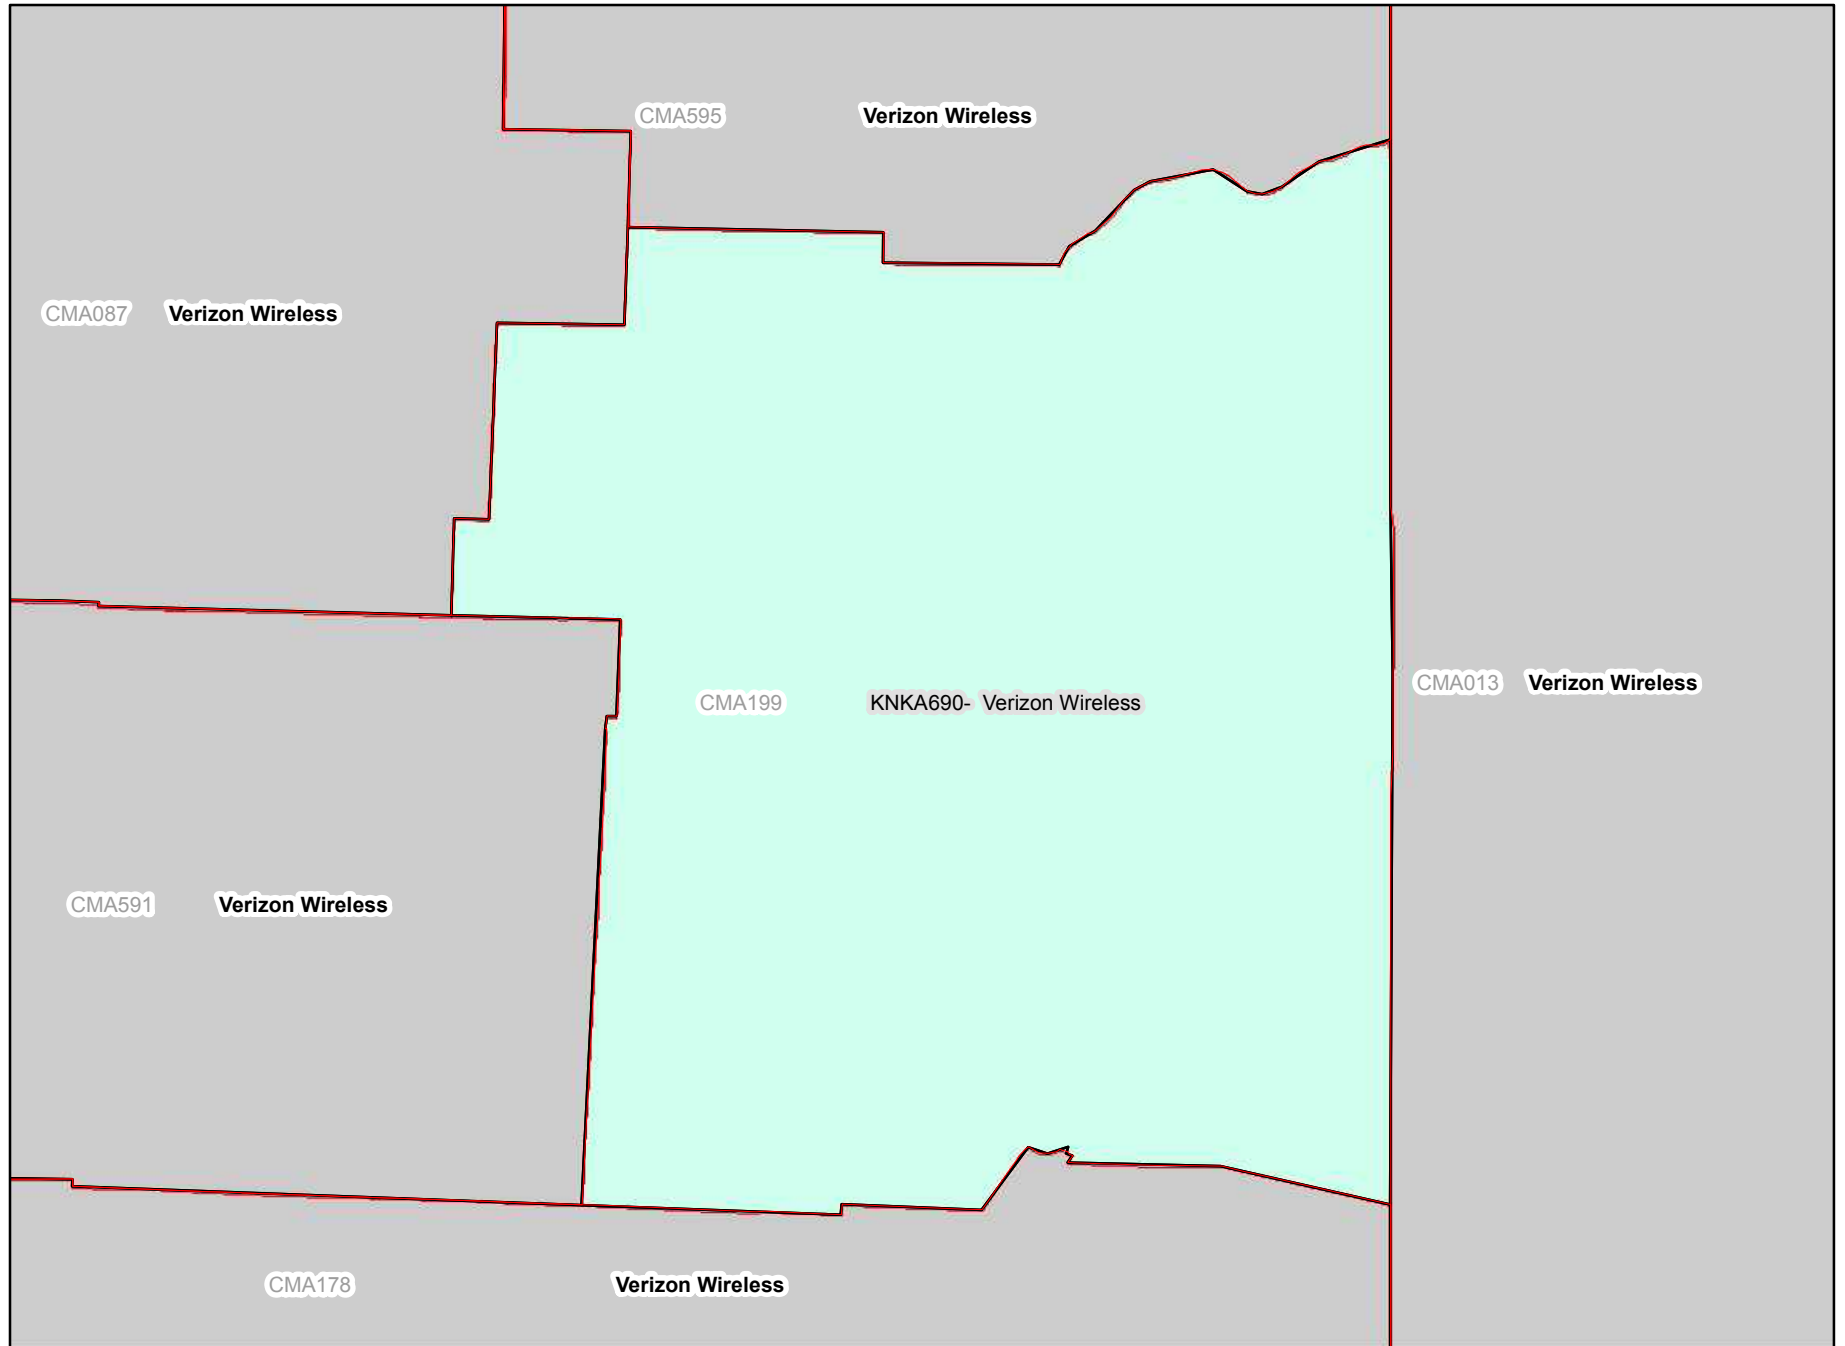 CMA595 Verizon Wireless
CMA087 Verizon Wireless
CMA199 KNKA690- Verizon Wireless
CMA013 Verizon Wireless
CMA591 Verizon Wireless
CMA178 Verizon Wireless